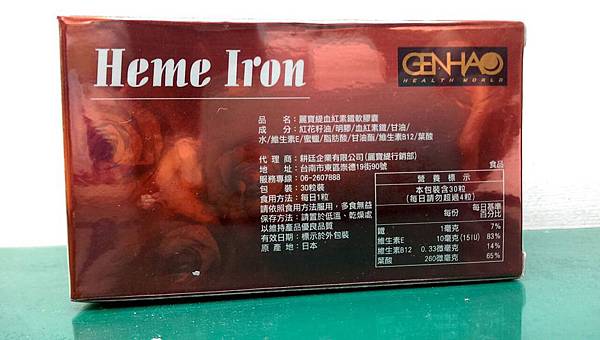 Heme Iron
GENHAO
HEALTH WORLD
品 名：麗寶緹血紅素鐵軟膠囊
成 分：紅花籽油/明膠/血紅素鐵/甘油/
水/維生素E/蜜蠟/脂肪酸/甘油酯/維生素B12/葉酸
代 理 商：耕廷企業有限公司(麗寶緹行銷部)
地 址：台南市東區崇德19街90號
服務專線：06-2607888
包 裝：30粒裝
食用方法：每日1粒
請依照食用方法服用，多食無益
保存方法：請置於低溫、乾燥處
以維持產品優良品質
有效日期：標示於外包裝
原 產 地：日本
食品
營 養 標 示
本包裝含30粒
(每日請勿超過4粒)
每份 每日基準百分比
鐵 1毫克 7%
維生素E 10毫克(15IU) 83%
維生素B12 0.33微毫克 14%
葉酸 260微毫克 65%